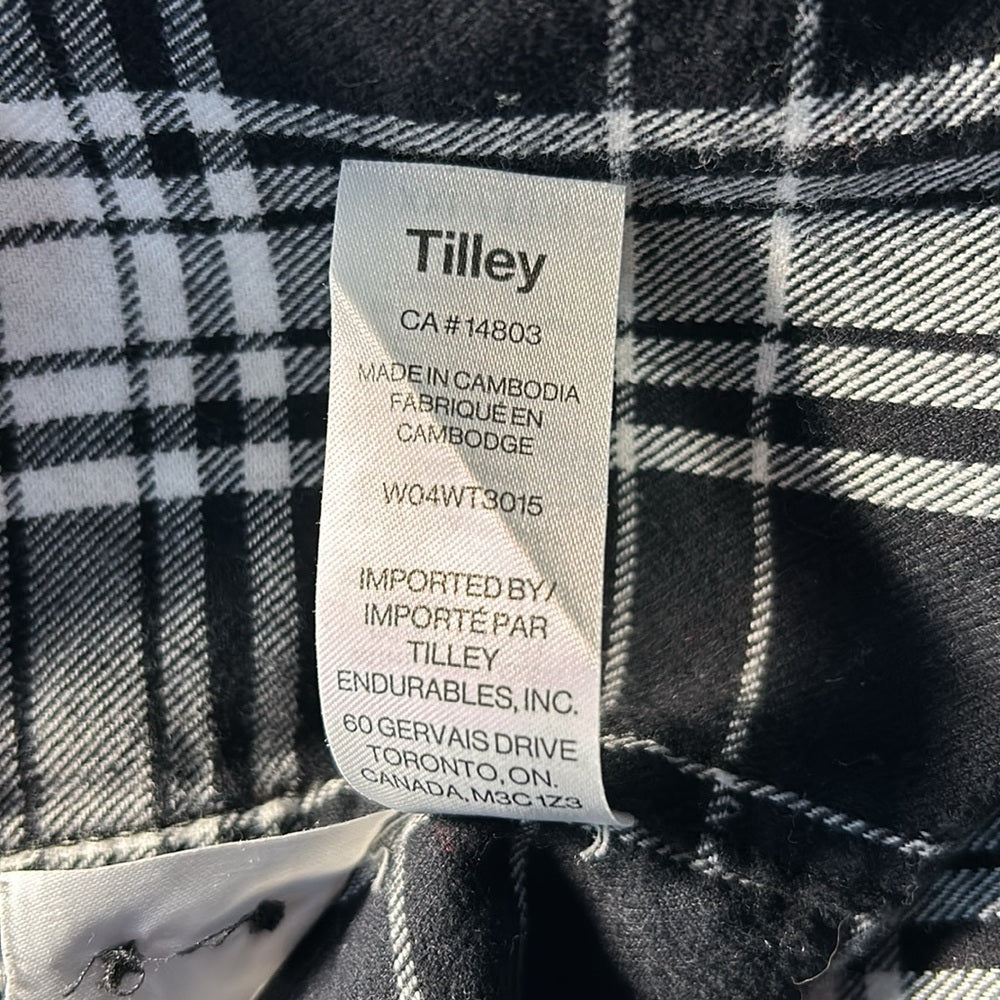 Tilley
CA#14803
MADE IN CAMBODIA
FABRIQUÉ EN
CAMBODGE
W04WT3015
IMPORTED BY/
IMPORTÉ PAR
TILLEY
ENDURABLES, INC.
60 GERVAIS DRIVE
TORONTO, ON.
CANADA, M3C 1Z3